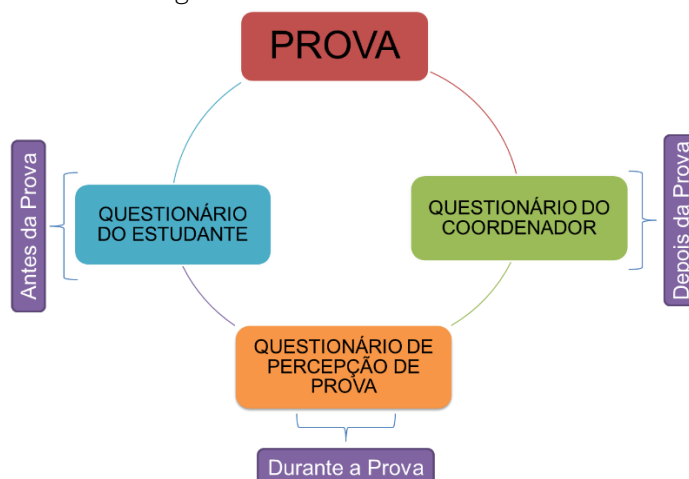 PROVA
Antes da Prova
QUESTIONÁRIO
DO ESTUDANTE
QUESTIONÁRIO DO
COORDENADOR
Depois da Prova
QUESTIONÁRIO DE
PERCEPÇÃO DE
PROVA
Durante a Prova